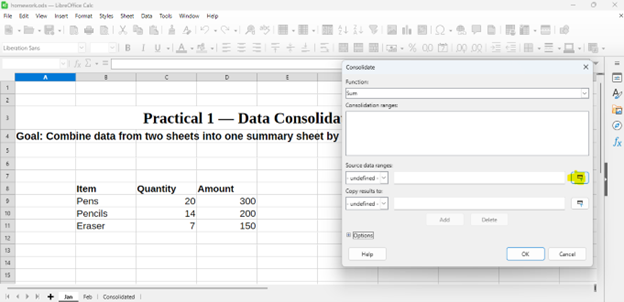 homework.ods — LibreOffice Calc
File Edit View Insert Format Styles Sheet Data Tools Window Help
Liberation Sans
A B C D E
1
2
3 Practical 1 — Data Consolida
4 Goal: Combine data from two sheets into one summary sheet by
5
6
7
8 Item Quantity Amount
9 Pens 20 300
10 Pencils 14 200
11 Eraser 7 150
12
13
14
15
Jan Feb Consolidated
Consolidate
Function:
Sum
Consolidation ranges:
Source data ranges:
- undefined -
Copy results to:
- undefined -
Add Delete
Options
Help OK Cancel